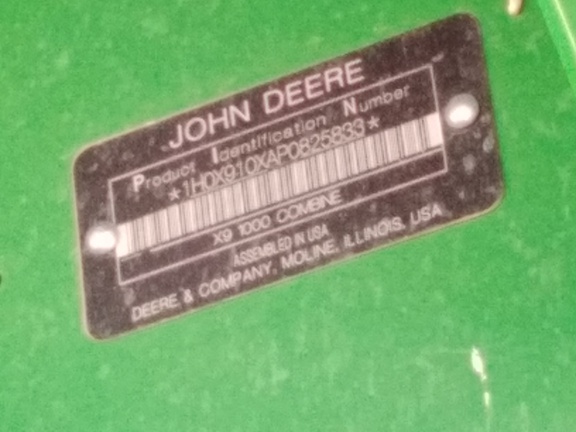 JOHN DEERE
Product Identification Number
*1H0X910XAP0825833*
X9 1000 COMBINE
ASSEMBLED IN USA
DEERE & COMPANY, MOLINE, ILLINOIS, USA